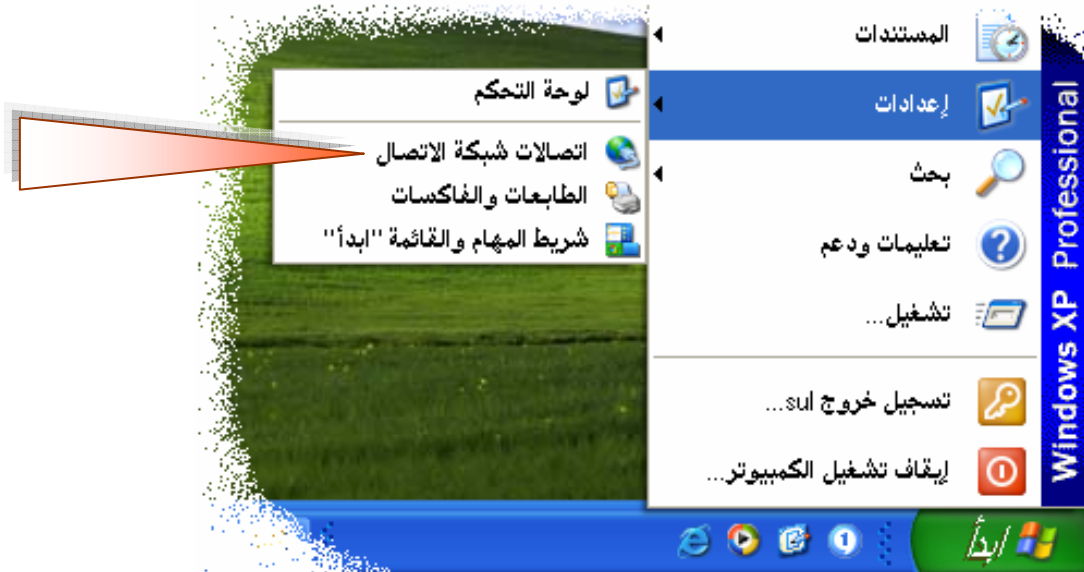 المستندات
إعدادات
بحث
تعليمات ودعم
تشغيل...
تسجيل خروج sul...
إيقاف تشغيل الكمبيوتر...
لوحة التحكم
اتصالات شبكة الاتصال
الطابعات والفاكسات
شريط المهام والقائمة "ابدأ"
Windows XP Professional
ابدأ
1